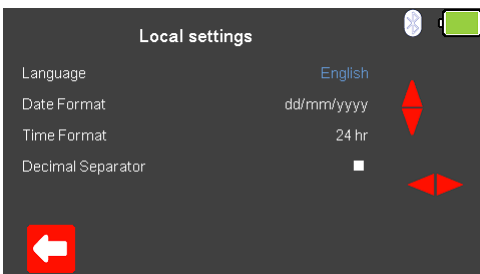 Local settings
Language English
Date Format dd/mm/yyyy
Time Format 24 hr
Decimal Separator